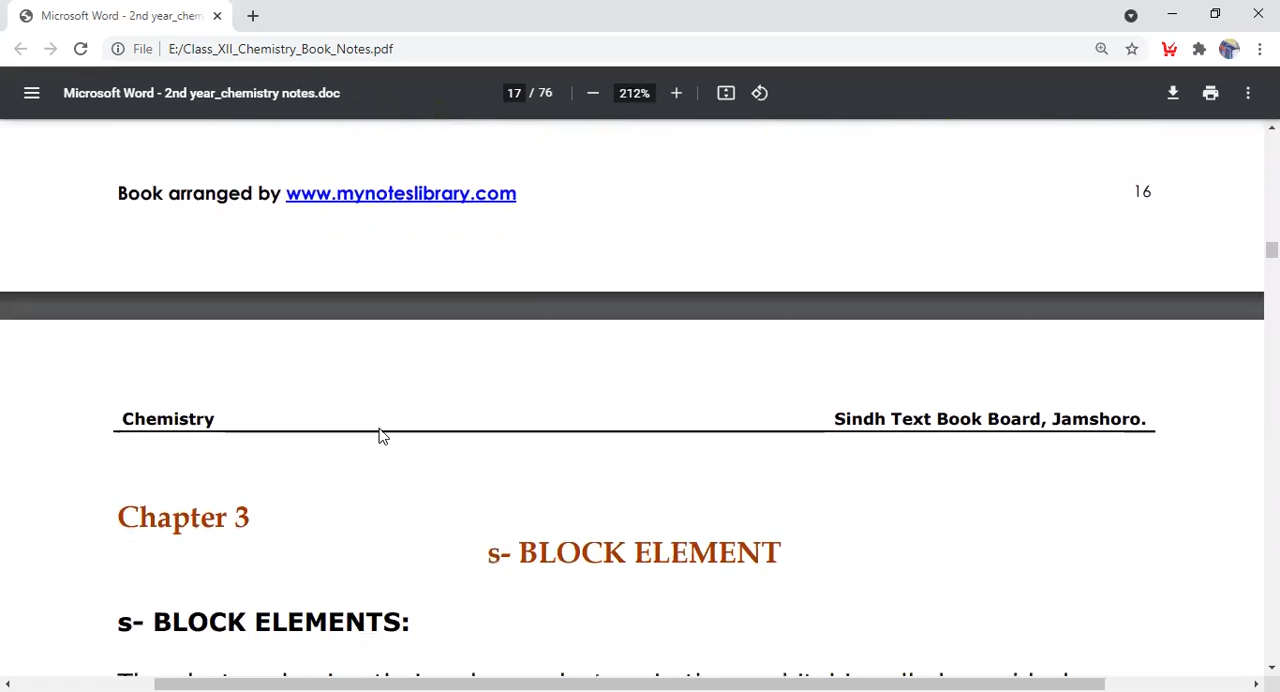 Microsoft Word - 2nd year_chem
File E:/Class_XII_Chemistry_Book_Notes.pdf
Microsoft Word - 2nd year_chemistry notes.doc 17 / 76 212%
Book arranged by www.mynoteslibrary.com 16
Chemistry Sindh Text Book Board, Jamshoro.
Chapter 3
s- BLOCK ELEMENT
s- BLOCK ELEMENTS: